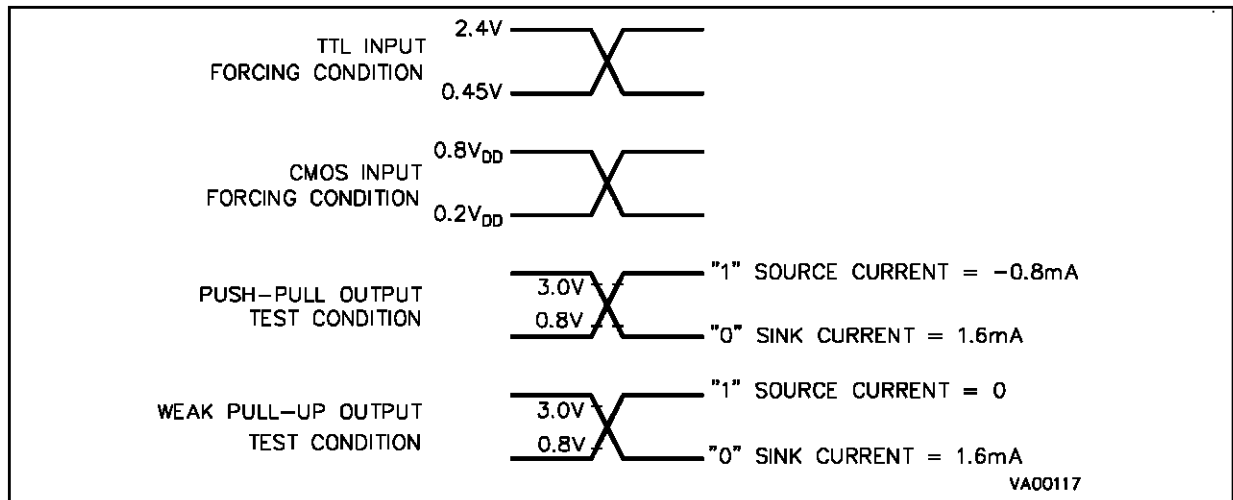 TTL INPUT
FORCING CONDITION
2.4V
0.45V
CMOS INPUT
FORCING CONDITION
0.8VDD
0.2VDD
PUSH-PULL OUTPUT
TEST CONDITION
3.0V
0.8V
"1" SOURCE CURRENT = -0.8mA
"0" SINK CURRENT = 1.6mA
WEAK PULL-UP OUTPUT
TEST CONDITION
3.0V
0.8V
"1" SOURCE CURRENT = 0
"0" SINK CURRENT = 1.6mA
VA00117